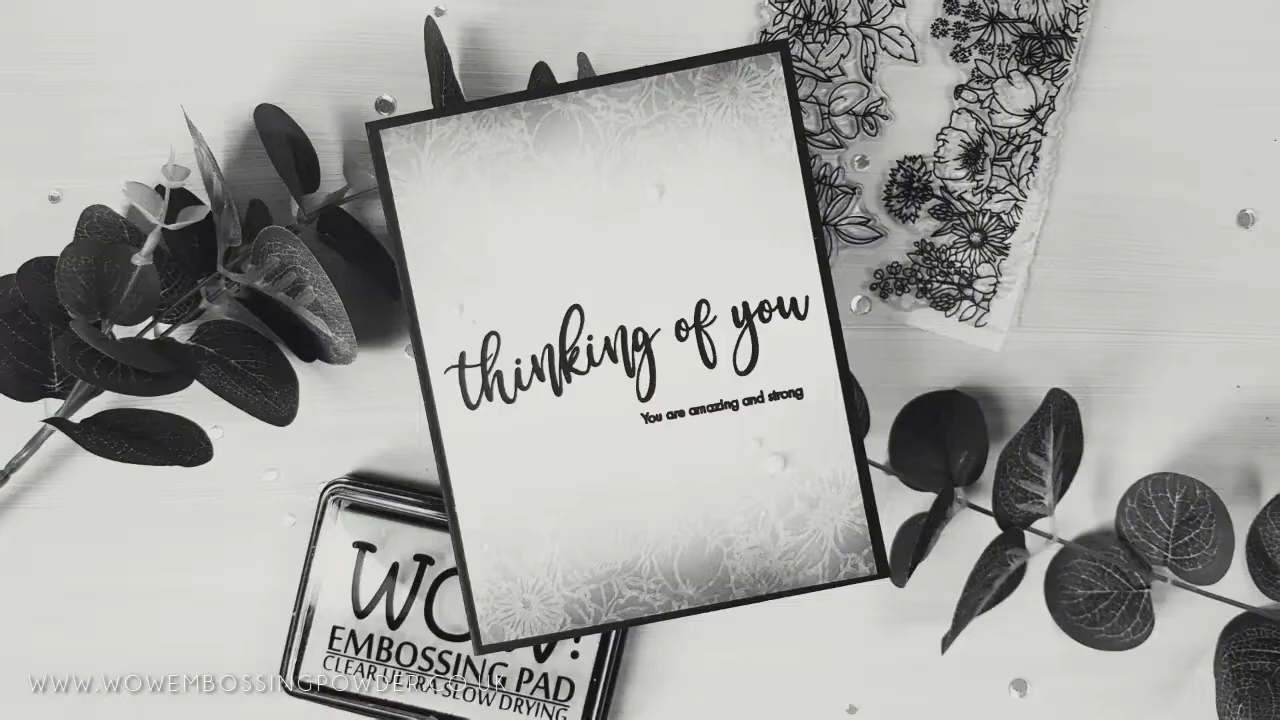 thinking of you
You are amazing and strong
WOW!
EMBOSSING PAD
CLEAR ULTRA SLOW DRYING
WWW.WOWEMBOSSINGPOWDER.CO.UK